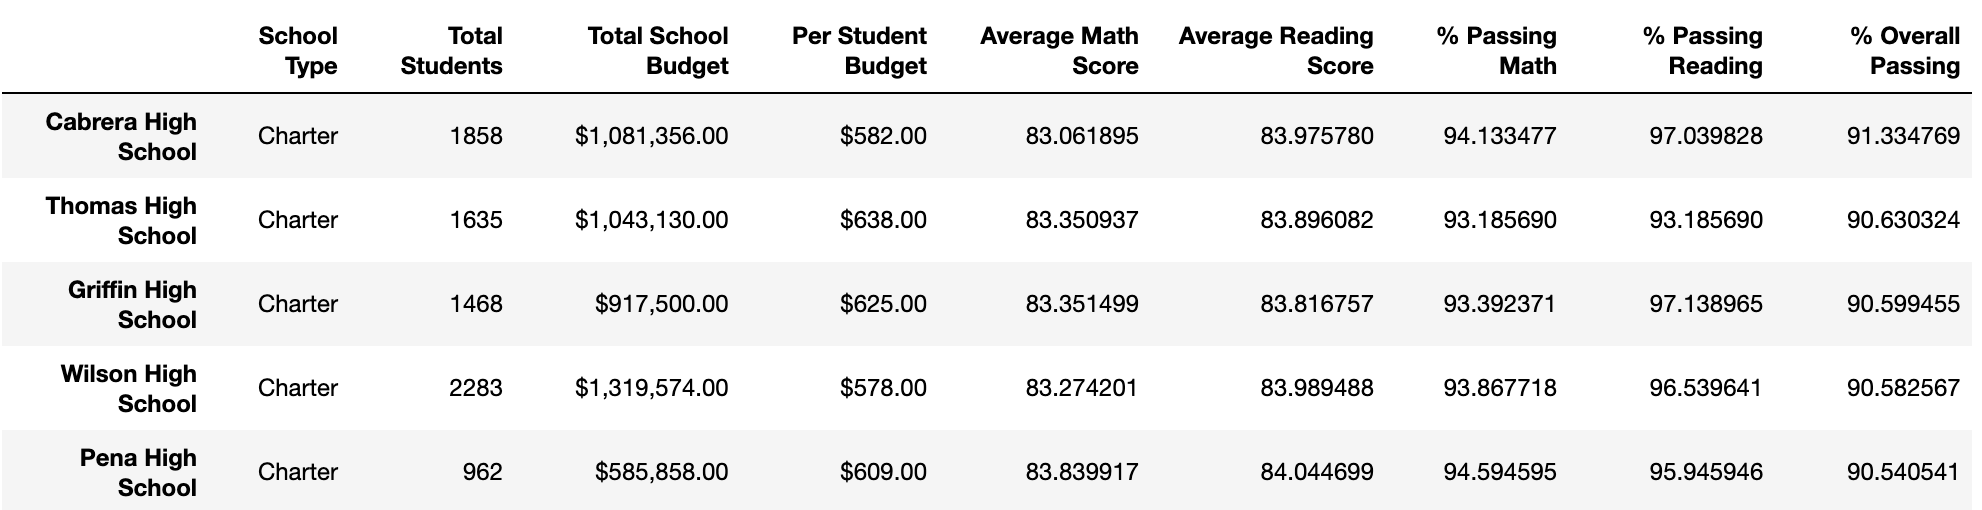 School Type Total Students Total School Budget Per Student Budget Average Math Score Average Reading Score % Passing Math % Passing Reading % Overall Passing
Cabrera High School Charter 1858 $1,081,356.00 $582.00 83.061895 83.975780 94.133477 97.039828 91.334769
Thomas High School Charter 1635 $1,043,130.00 $638.00 83.350937 83.896082 93.185690 93.185690 90.630324
Griffin High School Charter 1468 $917,500.00 $625.00 83.351499 83.816757 93.392371 97.138965 90.599455
Wilson High School Charter 2283 $1,319,574.00 $578.00 83.274201 83.989488 93.867718 96.539641 90.582567
Pena High School Charter 962 $585,858.00 $609.00 83.839917 84.044699 94.594595 95.945946 90.540541